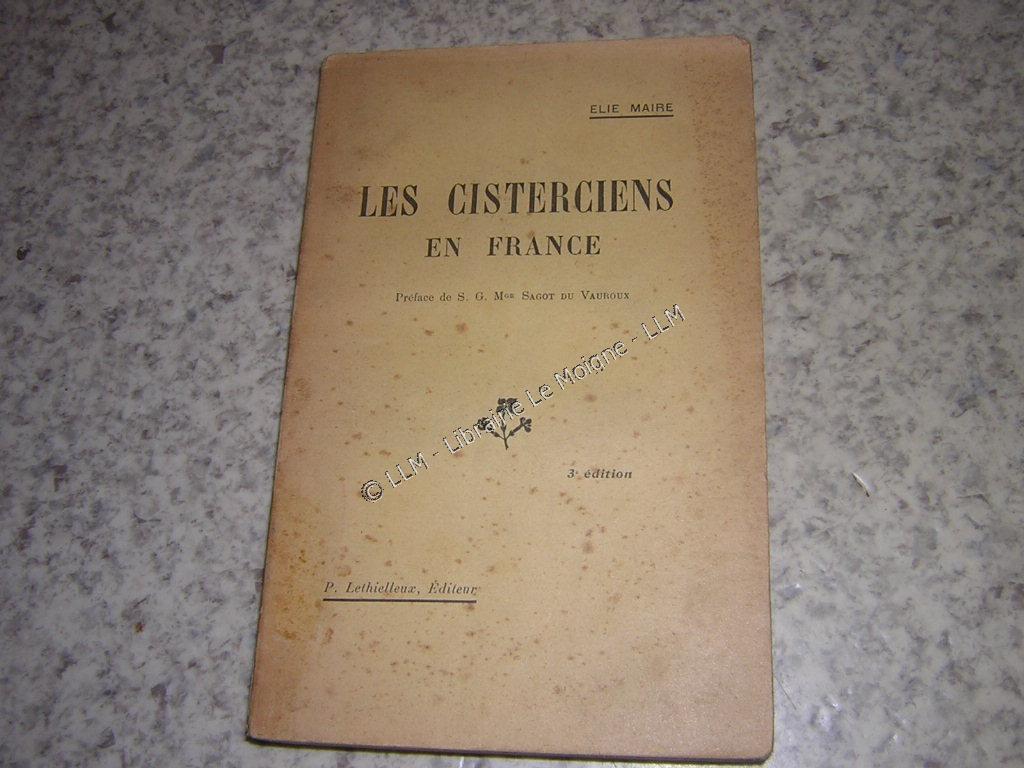 ELIE MAIRE
LES CISTERCIENS
EN FRANCE
Préface de S. G. Mgr SAGOT DU VAUROUX
© LLM - Librairie Le Moigne - LLM
3e édition
P. Lethielleux, Éditeur